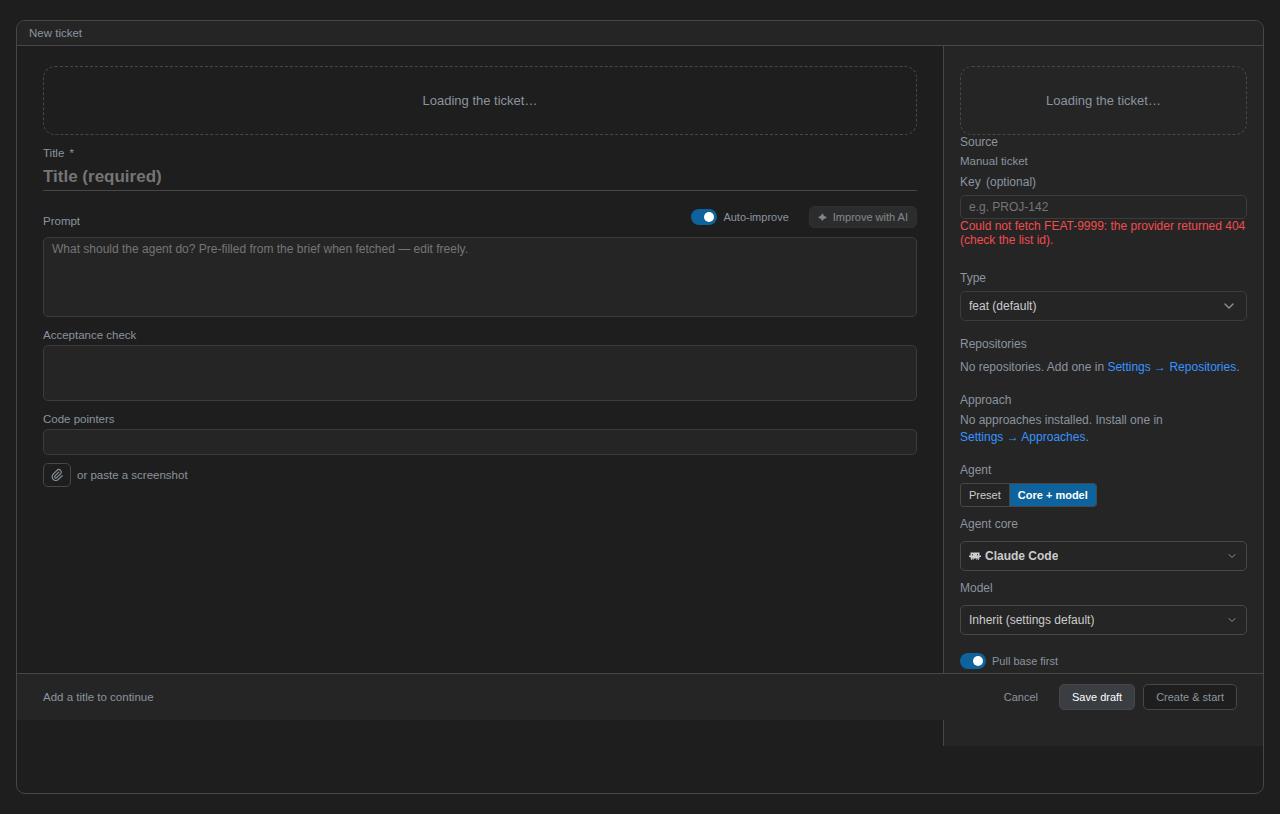 New ticket
Loading the ticket…
Title *
Title (required)
Prompt
Auto-improve
Improve with AI
What should the agent do? Pre-filled from the brief when fetched — edit freely.
Acceptance check
Code pointers
or paste a screenshot
Loading the ticket…
Source
Manual ticket
Key (optional)
e.g. PROJ-142
Could not fetch FEAT-9999: the provider returned 404
(check the list id).
Type
feat (default)
Repositories
No repositories. Add one in Settings → Repositories.
Approach
No approaches installed. Install one in
Settings → Approaches.
Agent
Preset
Core + model
Agent core
Claude Code
Model
Inherit (settings default)
Pull base first
Add a title to continue
Cancel
Save draft
Create & start